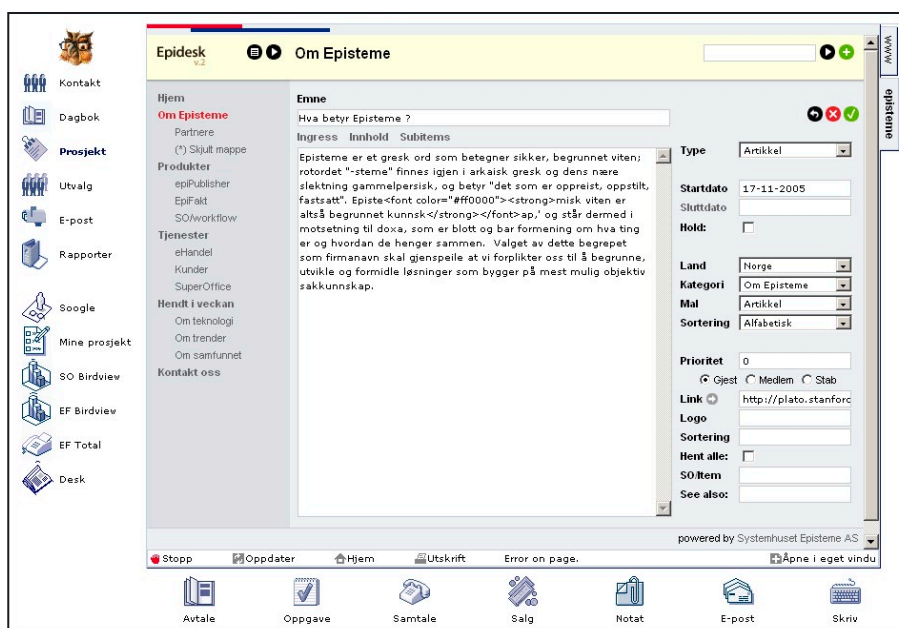 Epidesk
v.2
Om Episteme
www
episteme
Kontakt
Dagbok
Prosjekt
Utvalg
E-post
Rapporter
Soogle
Mine prosjekt
SO Birdview
EF Birdview
EF Total
Desk
Hjem
Om Episteme
Partnere
(*) Skjult mappe
Produkter
epiPublisher
EpiFakt
SO/workflow
Tjenester
eHandel
Kunder
SuperOffice
Hendt i veckan
Om teknologi
Om trender
Om samfunnet
Kontakt oss
Emne
Hva betyr Episteme ?
Ingress Innhold Subitems
Episteme er et gresk ord som betegner sikker, begrunnet viten;
rotordet "-steme" finnes igjen i arkaisk gresk og dens nære
slektning gammelpersisk, og betyr "det som er oppreist, oppstilt,
fastsatt". Episte<font color="#ff0000"><strong>misk viten er
altså begrunnet kunnsk</strong></font>ap,' og står dermed i
motsetning til doxa, som er blott og bar formening om hva ting
er og hvordan de henger sammen. Valget av dette begrepet
som firmanavn skal gjenspeile at vi forplikter oss til å begrunne,
utvikle og formidle løsninger som bygger på mest mulig objektiv
sakkunnskap.
Type Artikkel
Startdato 17-11-2005
Sluttdato
Hold:
Land Norge
Kategori Om Episteme
Mal Artikkel
Sortering Alfabetisk
Prioritet 0
Gjest Medlem Stab
Link http://plato.stanforc
Logo
Sortering
Hent alle:
SO/Item
See also:
powered by Systemhuset Episteme AS
Stopp Oppdater Hjem Utskrift Error on page. Åpne i eget vindu
Avtale Oppgave Samtale Salg Notat E-post Skriv